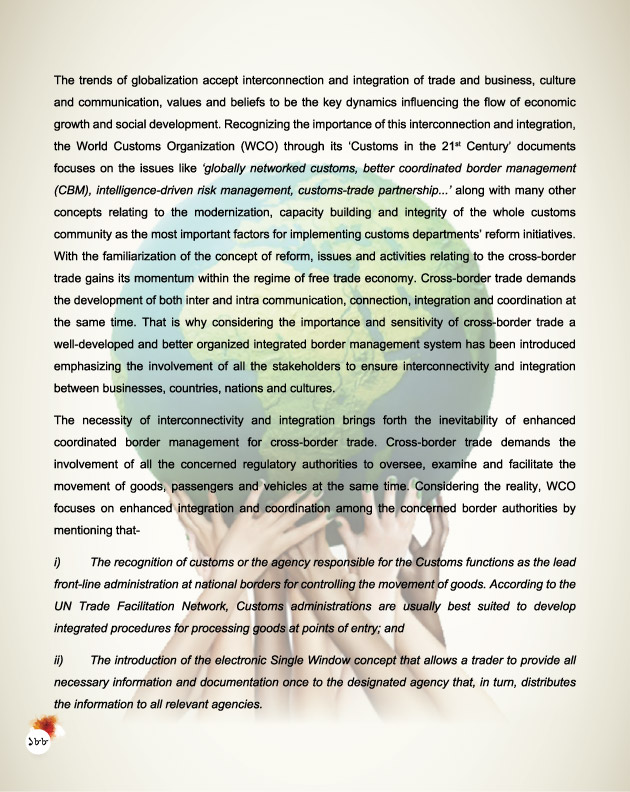 The trends of globalization accept interconnection and integration of trade and business, culture
and communication, values and beliefs to be the key dynamics influencing the flow of economic
growth and social development. Recognizing the importance of this interconnection and integration,
the World Customs Organization (WCO) through its ‘Customs in the 21st Century’ documents
focuses on the issues like ‘globally networked customs, better coordinated border management
(CBM), intelligence-driven risk management, customs-trade partnership...’ along with many other
concepts relating to the modernization, capacity building and integrity of the whole customs
community as the most important factors for implementing customs departments’ reform initiatives.
With the familiarization of the concept of reform, issues and activities relating to the cross-border
trade gains its momentum within the regime of free trade economy. Cross-border trade demands
the development of both inter and intra communication, connection, integration and coordination at
the same time. That is why considering the importance and sensitivity of cross-border trade a
well-developed and better organized integrated border management system has been introduced
emphasizing the involvement of all the stakeholders to ensure interconnectivity and integration
between businesses, countries, nations and cultures.
The necessity of interconnectivity and integration brings forth the inevitability of enhanced
coordinated border management for cross-border trade. Cross-border trade demands the
involvement of all the concerned regulatory authorities to oversee, examine and facilitate the
movement of goods, passengers and vehicles at the same time. Considering the reality, WCO
focuses on enhanced integration and coordination among the concerned border authorities by
mentioning that-
i) The recognition of customs or the agency responsible for the Customs functions as the lead
front-line administration at national borders for controlling the movement of goods. According to the
UN Trade Facilitation Network, Customs administrations are usually best suited to develop
integrated procedures for processing goods at points of entry; and
ii) The introduction of the electronic Single Window concept that allows a trader to provide all
necessary information and documentation once to the designated agency that, in turn, distributes
the information to all relevant agencies.
১৮৮